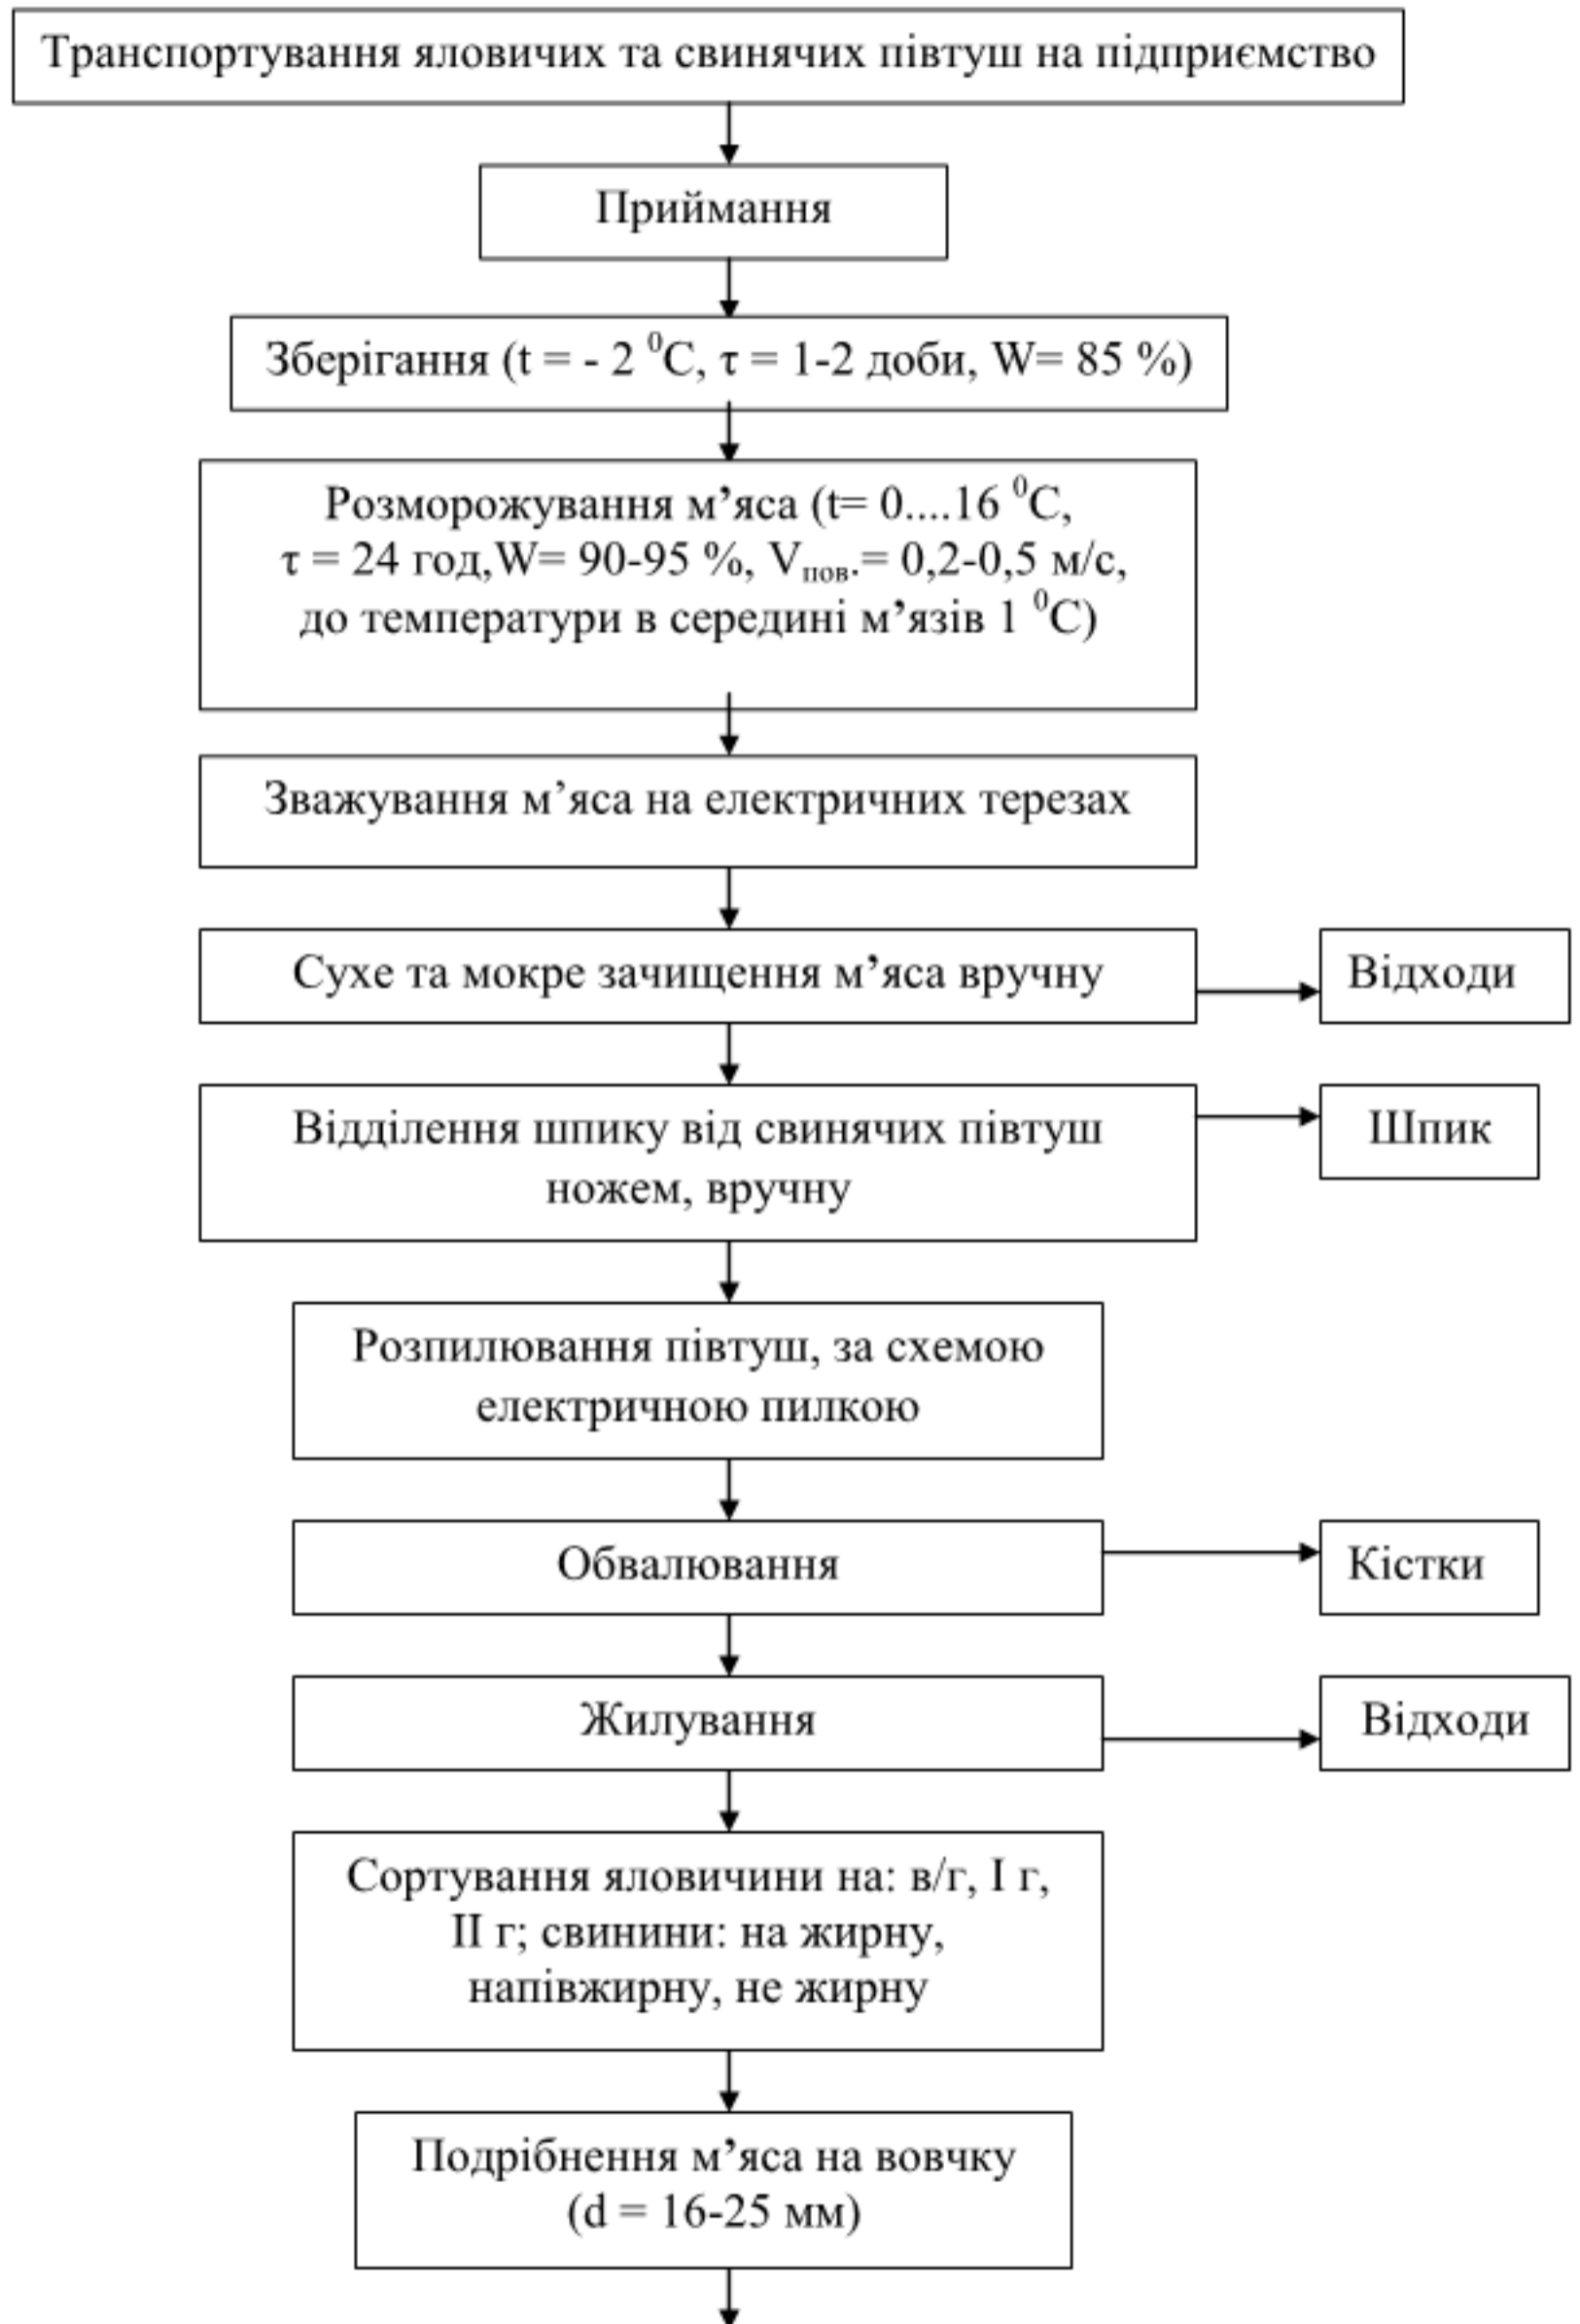 Транспортування яловичих та свинячих півтуш на підприємство
Приймання
Зберігання (t = - 2 ⁰С, τ = 1-2 доби, W= 85 %)
Розморожування м’яса (t= 0....16 ⁰С,
τ = 24 год,W= 90-95 %, Vпов.= 0,2-0,5 м/с,
до температури в середині м’язів 1 ⁰С)
Зважування м’яса на електричних терезах
Сухе та мокре зачищення м’яса вручну
Відходи
Відділення шпику від свинячих півтуш
ножем, вручну
Шпик
Розпилювання півтуш, за схемою
електричною пилкою
Обвалювання
Кістки
Жилування
Відходи
Сортування яловичини на: в/г, І г,
ІІ г; свинини: на жирну,
напівжирну, не жирну
Подрібнення м’яса на вовчку
(d = 16-25 мм)